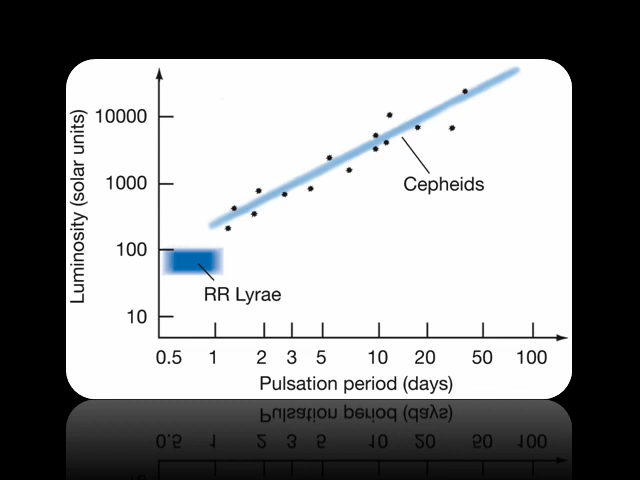 Luminosity (solar units)
10000
1000
100
10
Cepheids
RR Lyrae
0.5 1 2 3 5 10 20 50 100
Pulsation period (days)